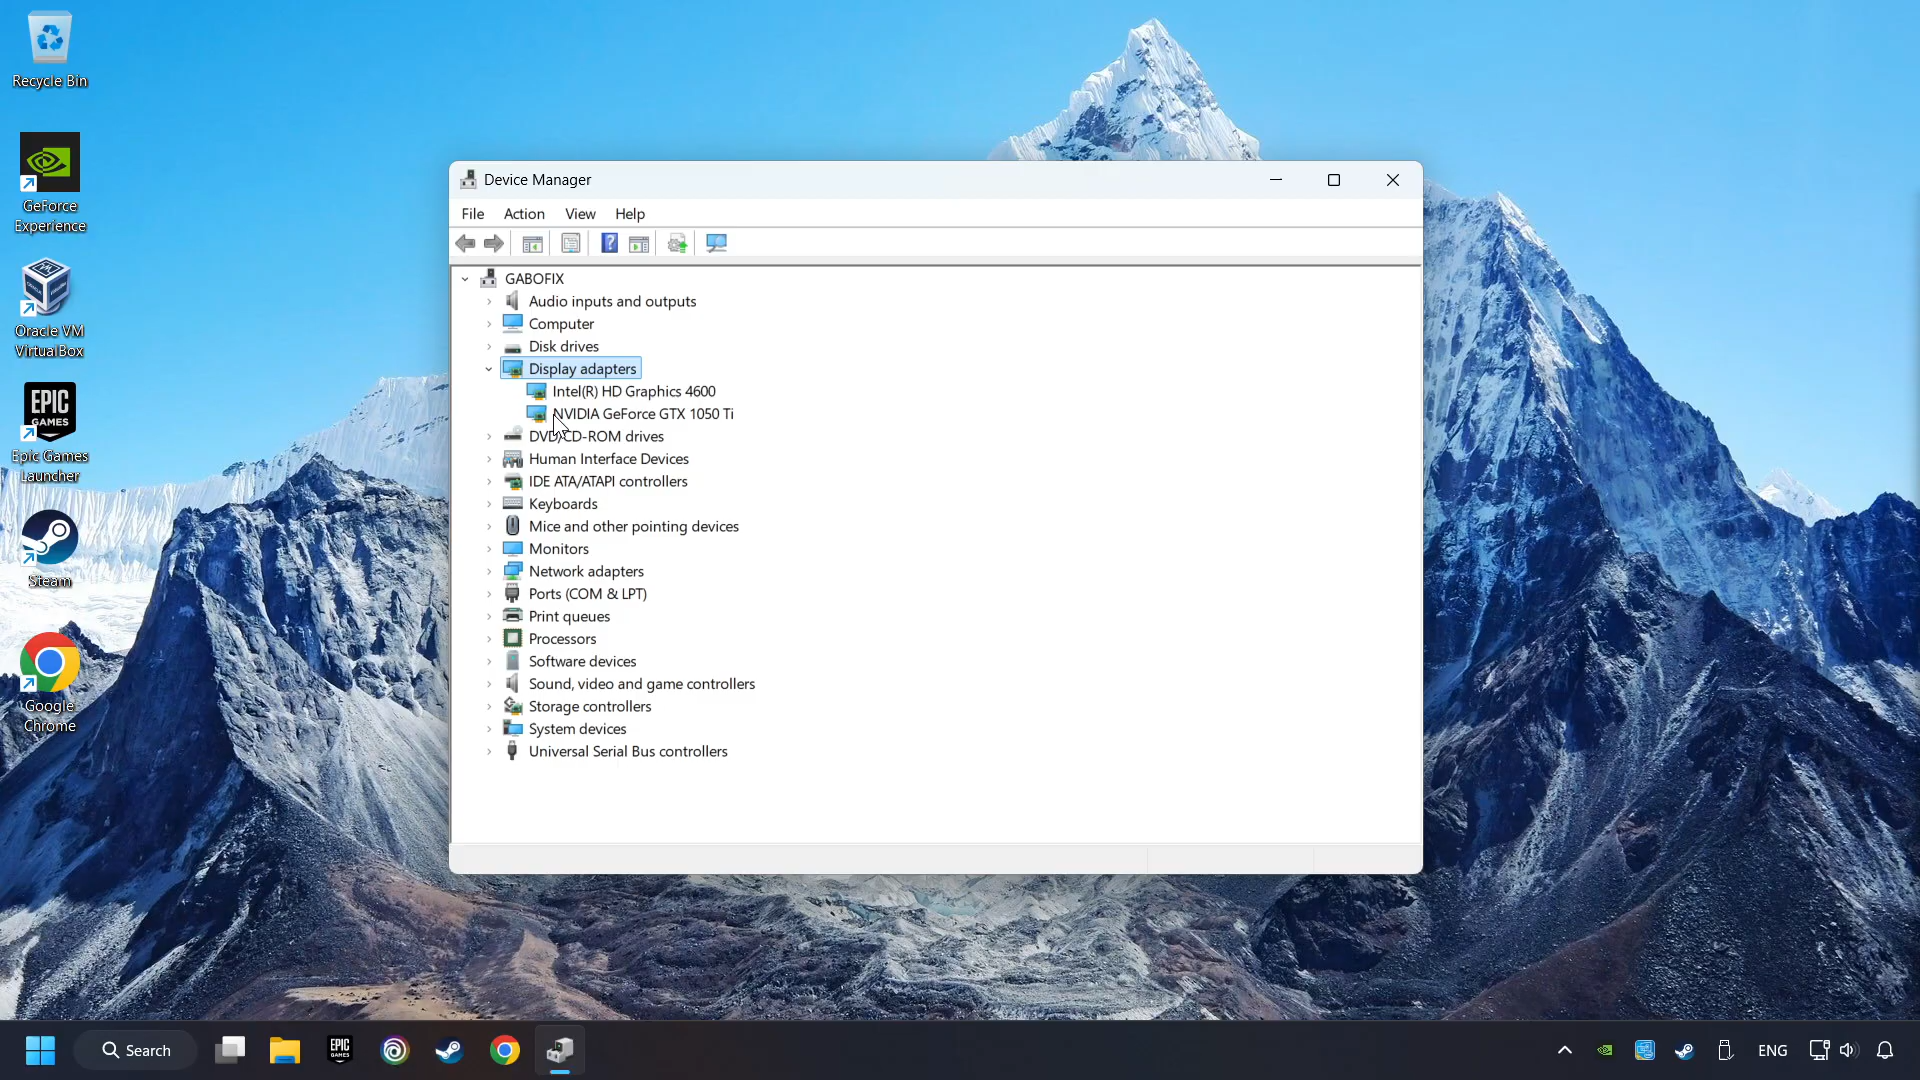 Recycle Bin
GeForce
Experience
Oracle VM
VirtualBox
EPIC
GAMES
Epic Games
Launcher
Steam
Google
Chrome
Device Manager
File Action View Help
GABOFIX
Audio inputs and outputs
Computer
Disk drives
Display adapters
Intel(R) HD Graphics 4600
NVIDIA GeForce GTX 1050 Ti
DVD/CD-ROM drives
Human Interface Devices
IDE ATA/ATAPI controllers
Keyboards
Mice and other pointing devices
Monitors
Network adapters
Ports (COM & LPT)
Print queues
Processors
Software devices
Sound, video and game controllers
Storage controllers
System devices
Universal Serial Bus controllers
Search
EPIC
GAMES
ENG